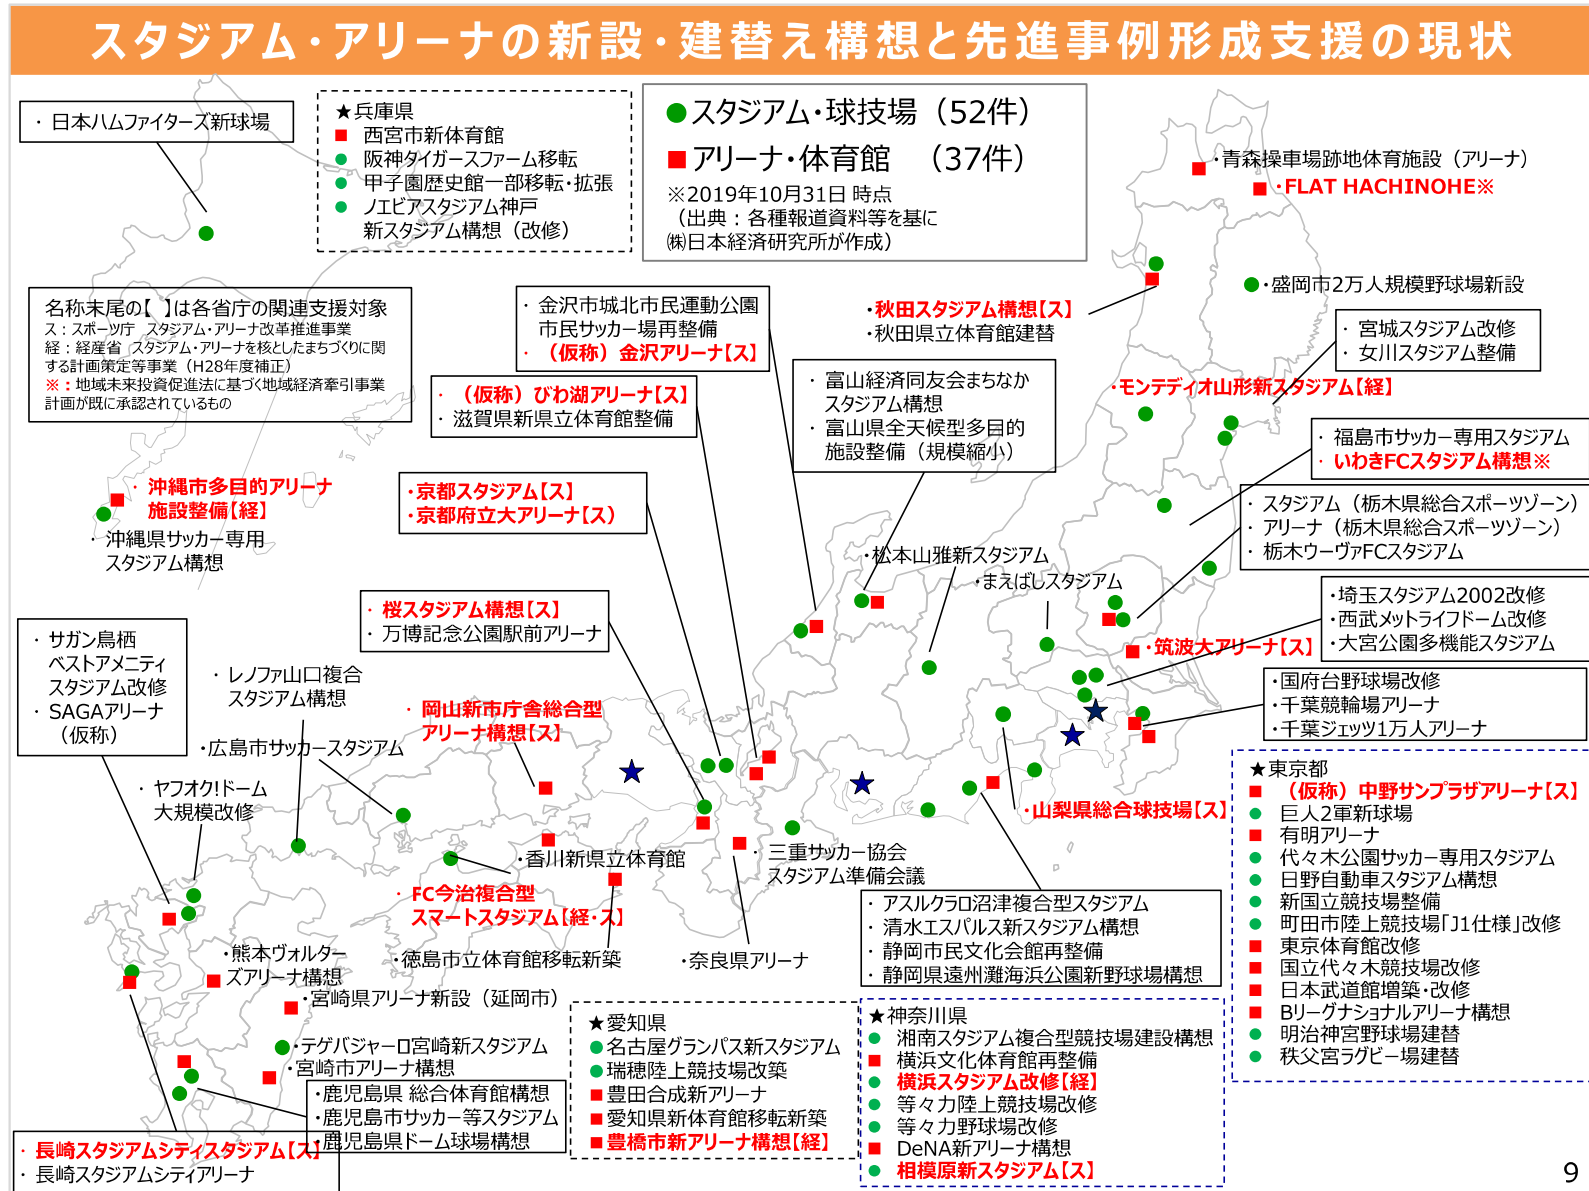 スタジアム・アリーナの新設・建替え構想と先進事例形成支援の現状
・ 日本ハムファイターズ新球場
★兵庫県
■ 西宮市新体育館
● 阪神タイガースファーム移転
● 甲子園歴史館一部移転・拡張
● ノエビアスタジアム神戸
新スタジアム構想（改修）
●スタジアム・球技場（52件）
■アリーナ・体育館　（37件）
※2019年10月31日 時点
（出典：各種報道資料等を基に
㈱日本経済研究所が作成）
・青森操車場跡地体育施設（アリーナ）
・FLAT HACHINOHE※
・盛岡市2万人規模野球場新設
・秋田スタジアム構想【ス】
・秋田県立体育館建替
名称末尾の【 】は各省庁の関連支援対象
ス：スポーツ庁　スタジアム・アリーナ改革推進事業
経：経産省　スタジアム・アリーナを核としたまちづくりに関
する計画策定等事業（H28年度補正）
※：地域未来投資促進法に基づく地域経済牽引事業
計画が既に承認されているもの
・ 金沢市城北市民運動公園
市民サッカー場再整備
・ （仮称）金沢アリーナ【ス】
・ 宮城スタジアム改修
・ 女川スタジアム整備
・ （仮称）びわ湖アリーナ【ス】
・ 滋賀県新県立体育館整備
・ 富山経済同友会まちなか
スタジアム構想
・ 富山県全天候型多目的
施設整備（規模縮小）
・モンテディオ山形新スタジアム【経】
・ 福島市サッカー専用スタジアム
・ いわきFCスタジアム構想※
・ 沖縄市多目的アリーナ
施設整備【経】
・ 沖縄県サッカー専用
スタジアム構想
・京都スタジアム【ス】
・京都府立大アリーナ【ス）
・ スタジアム（栃木県総合スポーツゾーン）
・ アリーナ（栃木県総合スポーツゾーン）
・ 栃木ウーヴァFCスタジアム
・松本山雅新スタジアム
・まえばしスタジアム
・埼玉スタジアム2002改修
・西武メットライフドーム改修
・大宮公園多機能スタジアム
・ 桜スタジアム構想【ス】
・ 万博記念公園駅前アリーナ
・筑波大アリーナ【ス】
・ サガン鳥栖
ベストアメニティ
スタジアム改修
・ SAGAアリーナ
（仮称）
・ レノファ山口複合
スタジアム構想
・ 岡山新市庁舎総合型
アリーナ構想【ス】
・国府台野球場改修
・千葉競輪場アリーナ
・千葉ジェッツ1万人アリーナ
・広島市サッカースタジアム
・ ヤフオク!ドーム
大規模改修
・山梨県総合球技場【ス】
★東京都
■ （仮称）中野サンプラザアリーナ【ス】
● 巨人2軍新球場
■ 有明アリーナ
● 代々木公園サッカー専用スタジアム
● 日野自動車スタジアム構想
● 新国立競技場整備
● 町田市陸上競技場「J1仕様」改修
■ 東京体育館改修
■ 国立代々木競技場改修
■ 日本武道館増築・改修
■ Bリーグナショナルアリーナ構想
● 明治神宮野球場建替
● 秩父宮ラグビー場建替
・香川新県立体育館
・ 三重サッカー協会
スタジアム準備会議
・ FC今治複合型
スマートスタジアム【経・ス】
・ アスルクラロ沼津複合型スタジアム
・ 清水エスパルス新スタジアム構想
・ 静岡市民文化会館再整備
・ 静岡県遠州灘海浜公園新野球場構想
・徳島市立体育館移転新築
・奈良県アリーナ
・熊本ヴォルター
ズアリーナ構想
・宮崎県アリーナ新設（延岡市）
・テゲバジャーロ宮崎新スタジアム
・宮崎市アリーナ構想
・鹿児島県 総合体育館構想
・鹿児島市サッカー等スタジアム
・鹿児島県ドーム球場構想
★愛知県
●名古屋グランパス新スタジアム
●瑞穂陸上競技場改築
■豊田合成新アリーナ
■愛知県新体育館移転新築
■豊橋市新アリーナ構想【経】
★神奈川県
● 湘南スタジアム複合型競技場建設構想
■ 横浜文化体育館再整備
● 横浜スタジアム改修【経】
● 等々力陸上競技場改修
● 等々力野球場改修
■ DeNA新アリーナ構想
● 相模原新スタジアム【ス】
・ 長崎スタジアムシティスタジアム【ス】
・ 長崎スタジアムシティアリーナ
9